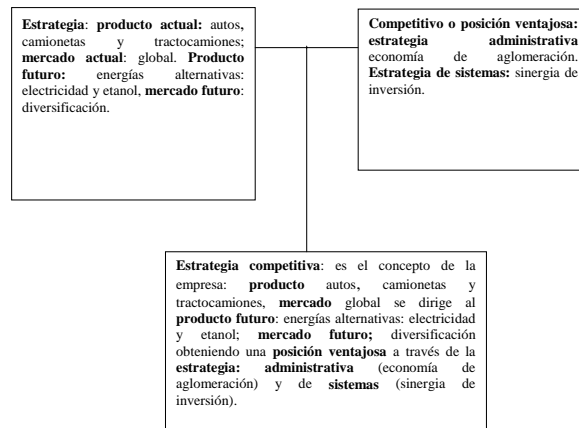 Estrategia: producto actual: autos,
camionetas y tractocamiones;
mercado actual: global. Producto
futuro: energías alternativas:
electricidad y etanol, mercado futuro:
diversificación.
Competitivo o posición ventajosa:
estrategia administrativa
economía de aglomeración.
Estrategia de sistemas: sinergia de
inversión.
Estrategia competitiva: es el concepto de la
empresa: producto autos, camionetas y
tractocamiones, mercado global se dirige al
producto futuro: energías alternativas: electricidad
y etanol; mercado futuro; diversificación
obteniendo una posición ventajosa a través de la
estrategia: administrativa (economía de
aglomeración) y de sistemas (sinergia de
inversión).